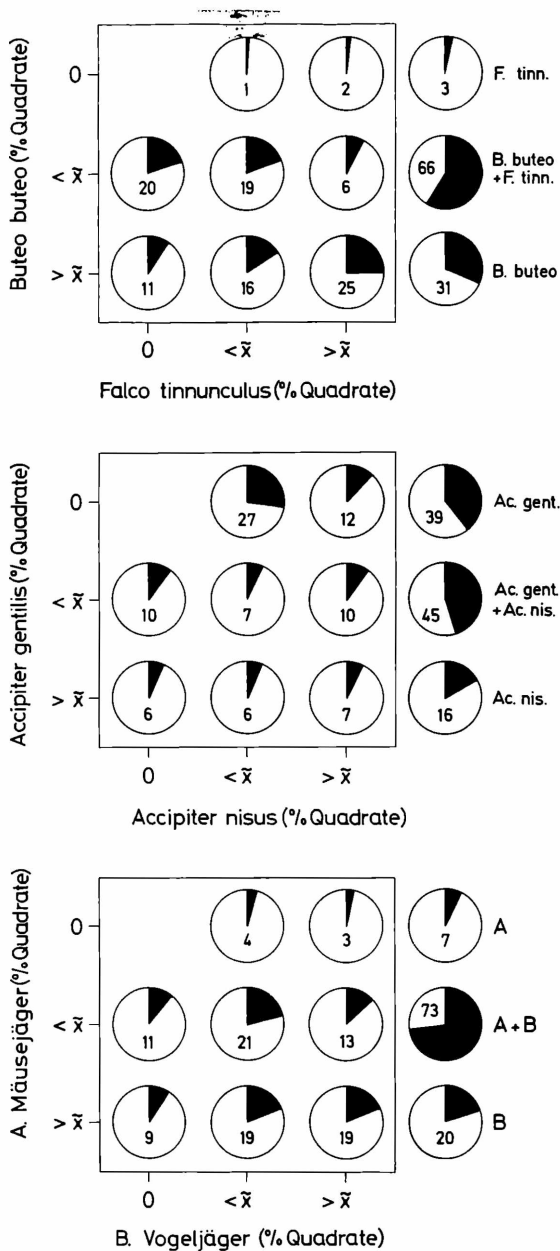 Buteo buteo (% Quadrate)
0
1
2
3
F. tinn.
< x̃
20
19
6
66
B. buteo
+ F. tinn.
> x̃
11
16
25
31
B. buteo
0
< x̃
> x̃
Falco tinnunculus (% Quadrate)
Accipiter gentilis (% Quadrate)
0
27
12
39
Ac. gent.
< x̃
10
7
10
45
Ac. gent.
+ Ac. nis.
> x̃
6
6
7
16
Ac. nis.
0
< x̃
> x̃
Accipiter nisus (% Quadrate)
A. Mäusejäger (% Quadrate)
0
4
3
7
A
< x̃
11
21
13
73
A + B
> x̃
9
19
19
20
B
0
< x̃
> x̃
B. Vogeljäger (% Quadrate)